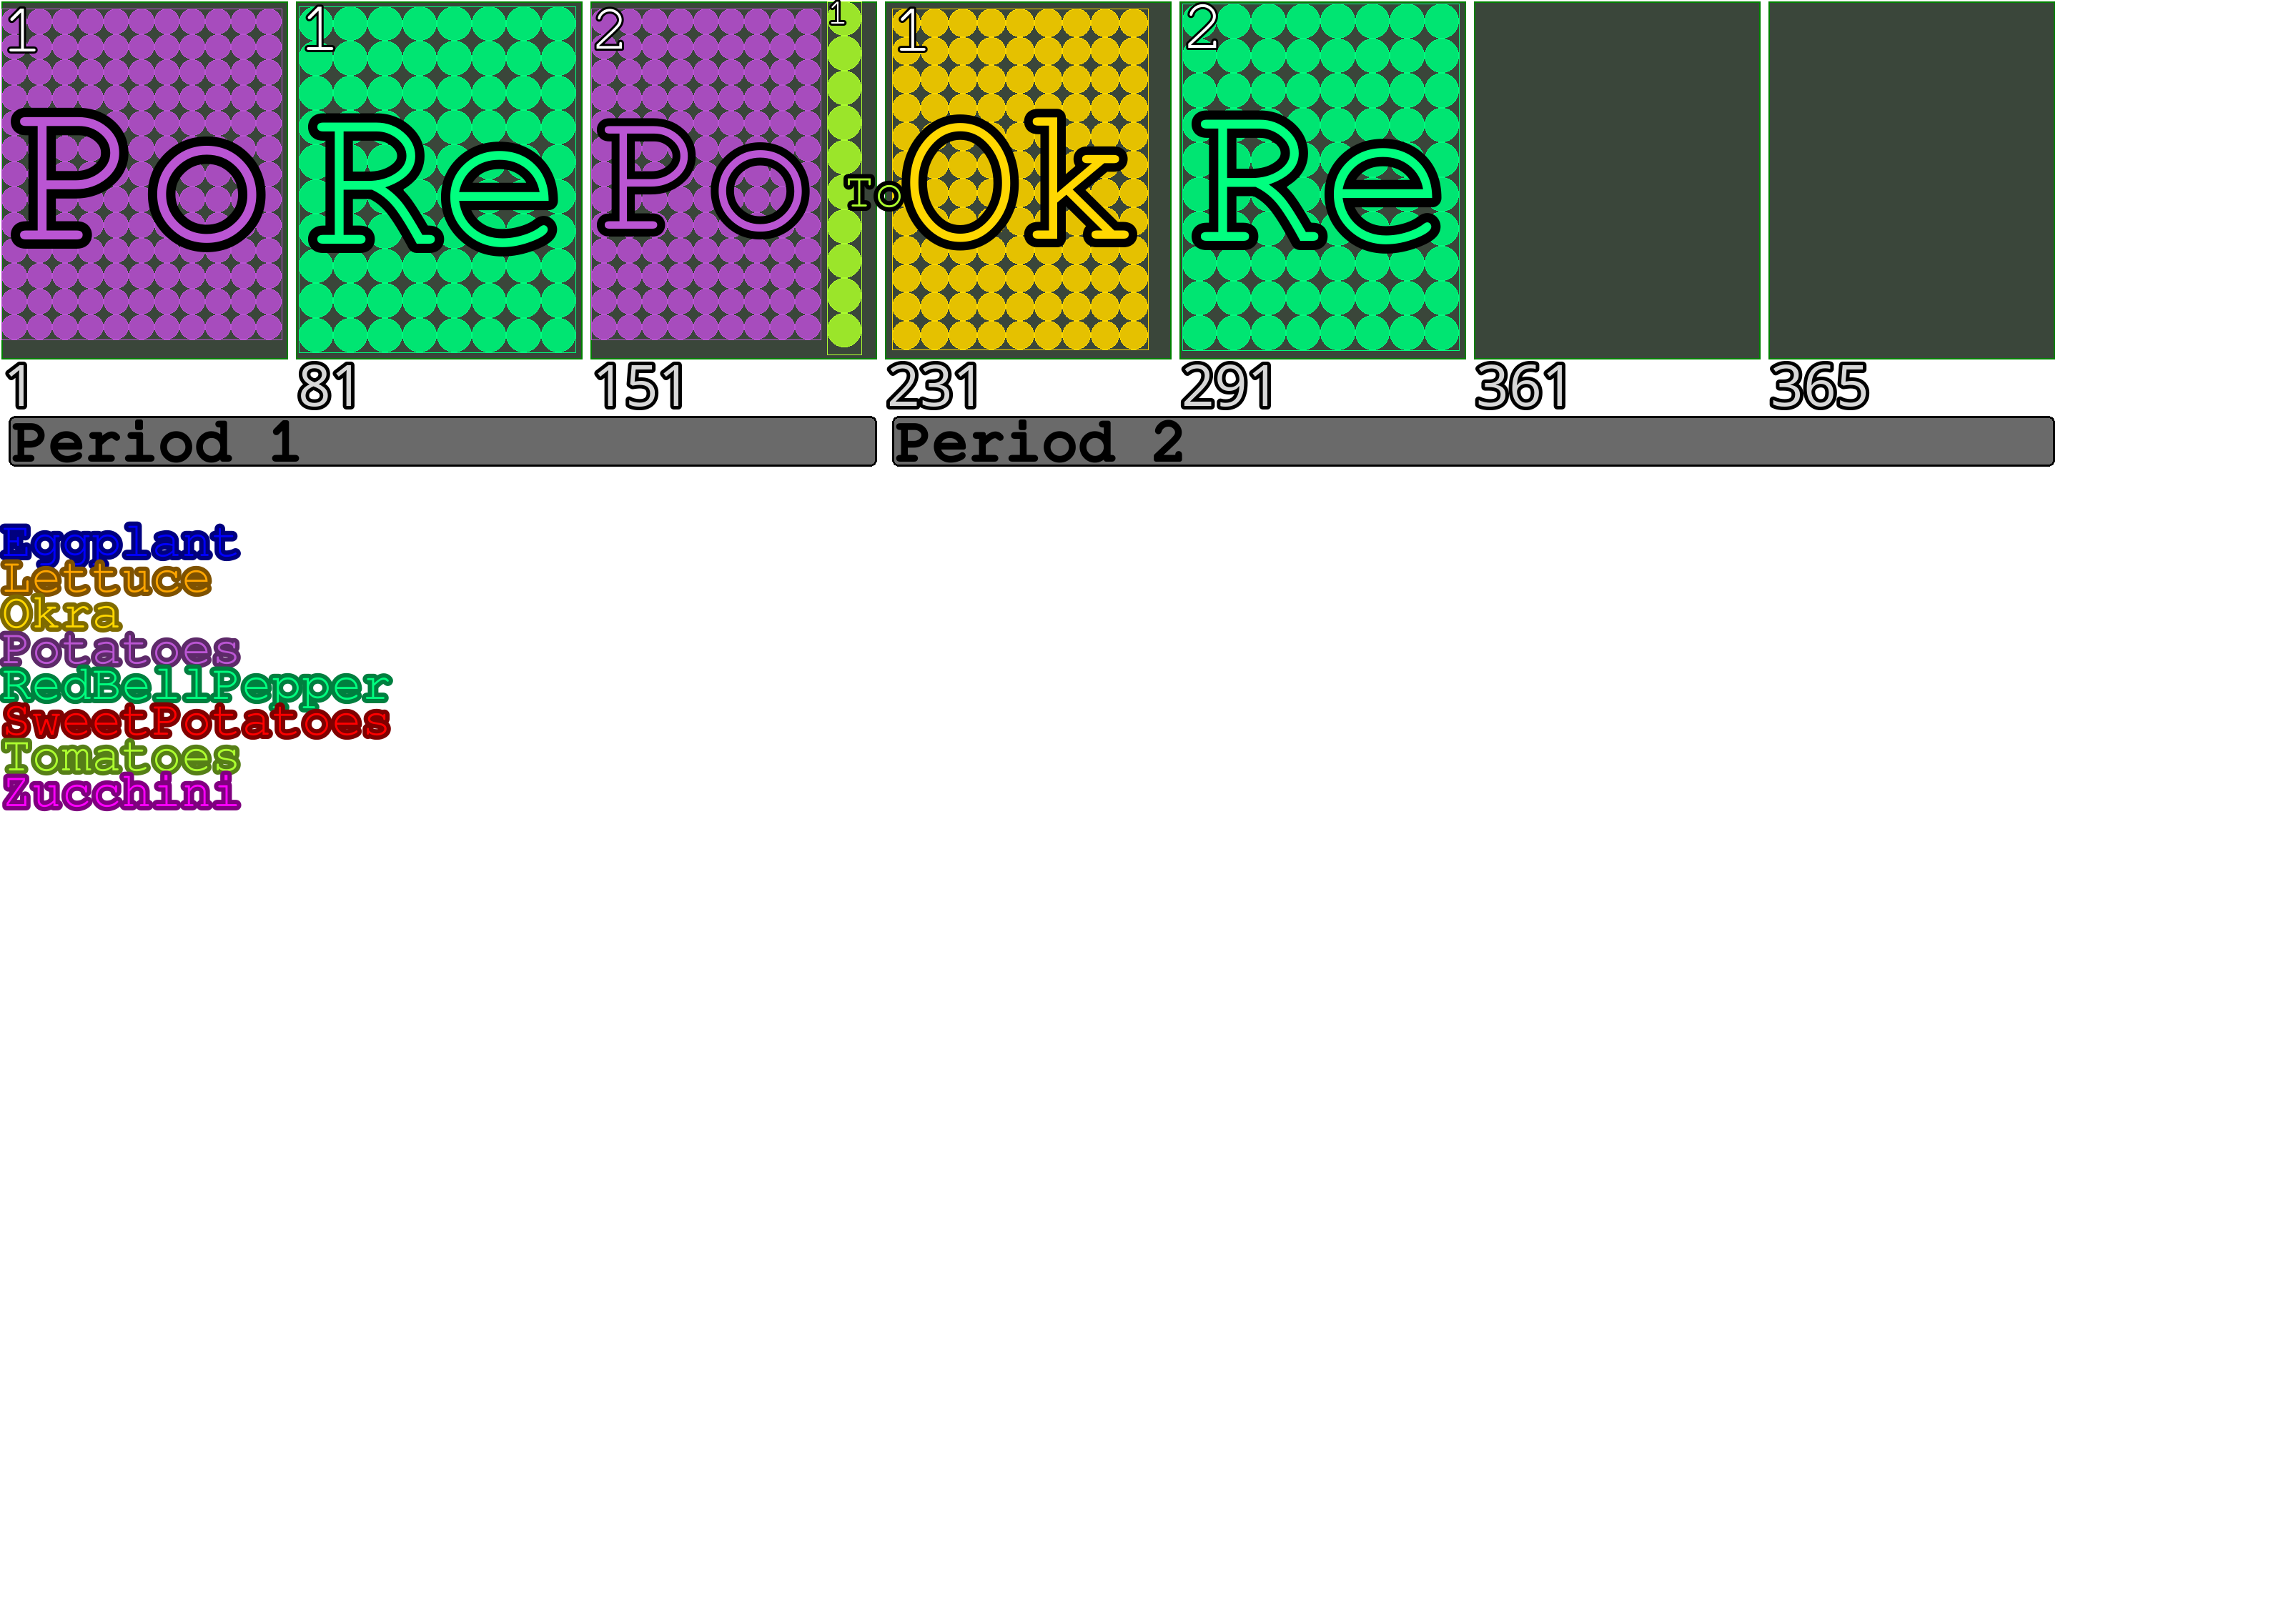 1 1 2 1 1 2
Po Re Po To Ok Re
1 81 151 231 291 361 365
Period 1 Period 2
Eggplant
Lettuce
Okra
Potatoes
RedBellPepper
SweetPotatoes
Tomatoes
Zucchini